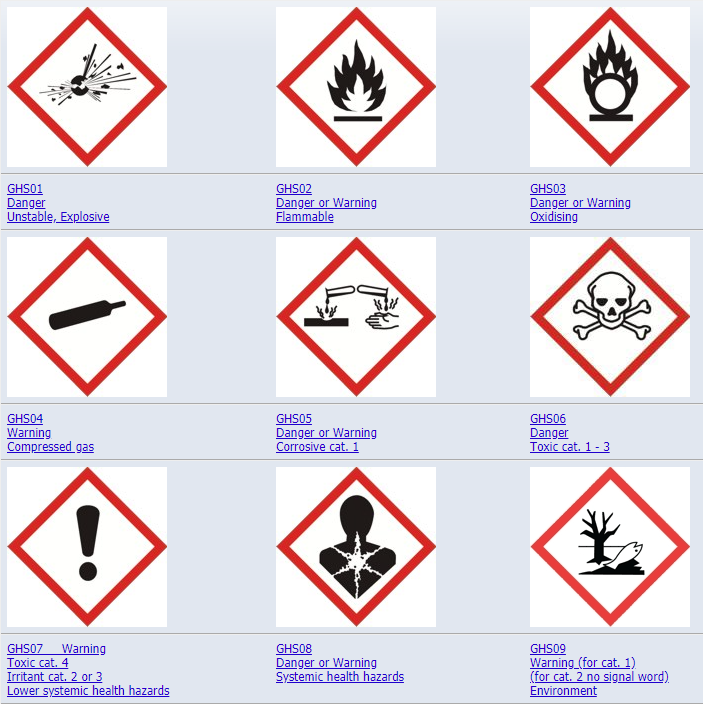 GHS01
Danger
Unstable, Explosive
GHS02
Danger or Warning
Flammable
GHS03
Danger or Warning
Oxidising
GHS04
Warning
Compressed gas
GHS05
Danger or Warning
Corrosive cat. 1
GHS06
Danger
Toxic cat. 1 - 3
GHS07 Warning
Toxic cat. 4
Irritant cat. 2 or 3
Lower systemic health hazards
GHS08
Danger or Warning
Systemic health hazards
GHS09
Warning (for cat. 1)
(for cat. 2 no signal word)
Environment